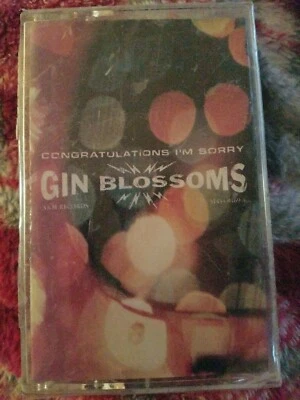 CONGRATULATIONS I'M SORRY
GIN BLOSSOMS